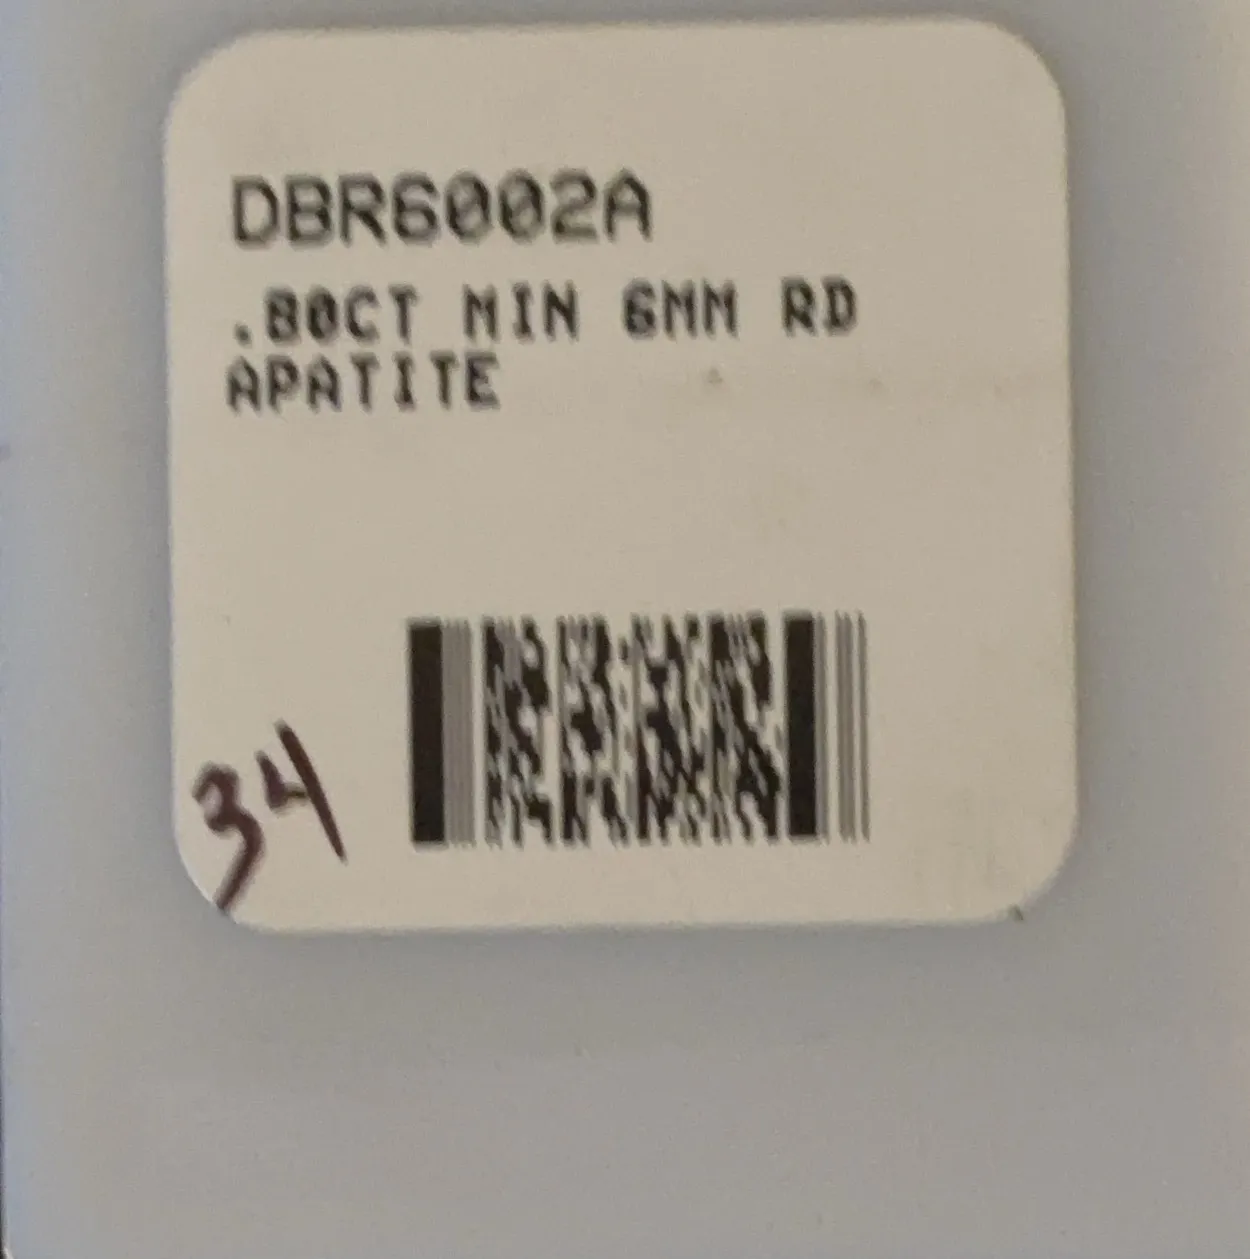 DBR6002A
.80CT MIN 6MM RD
APATITE
34